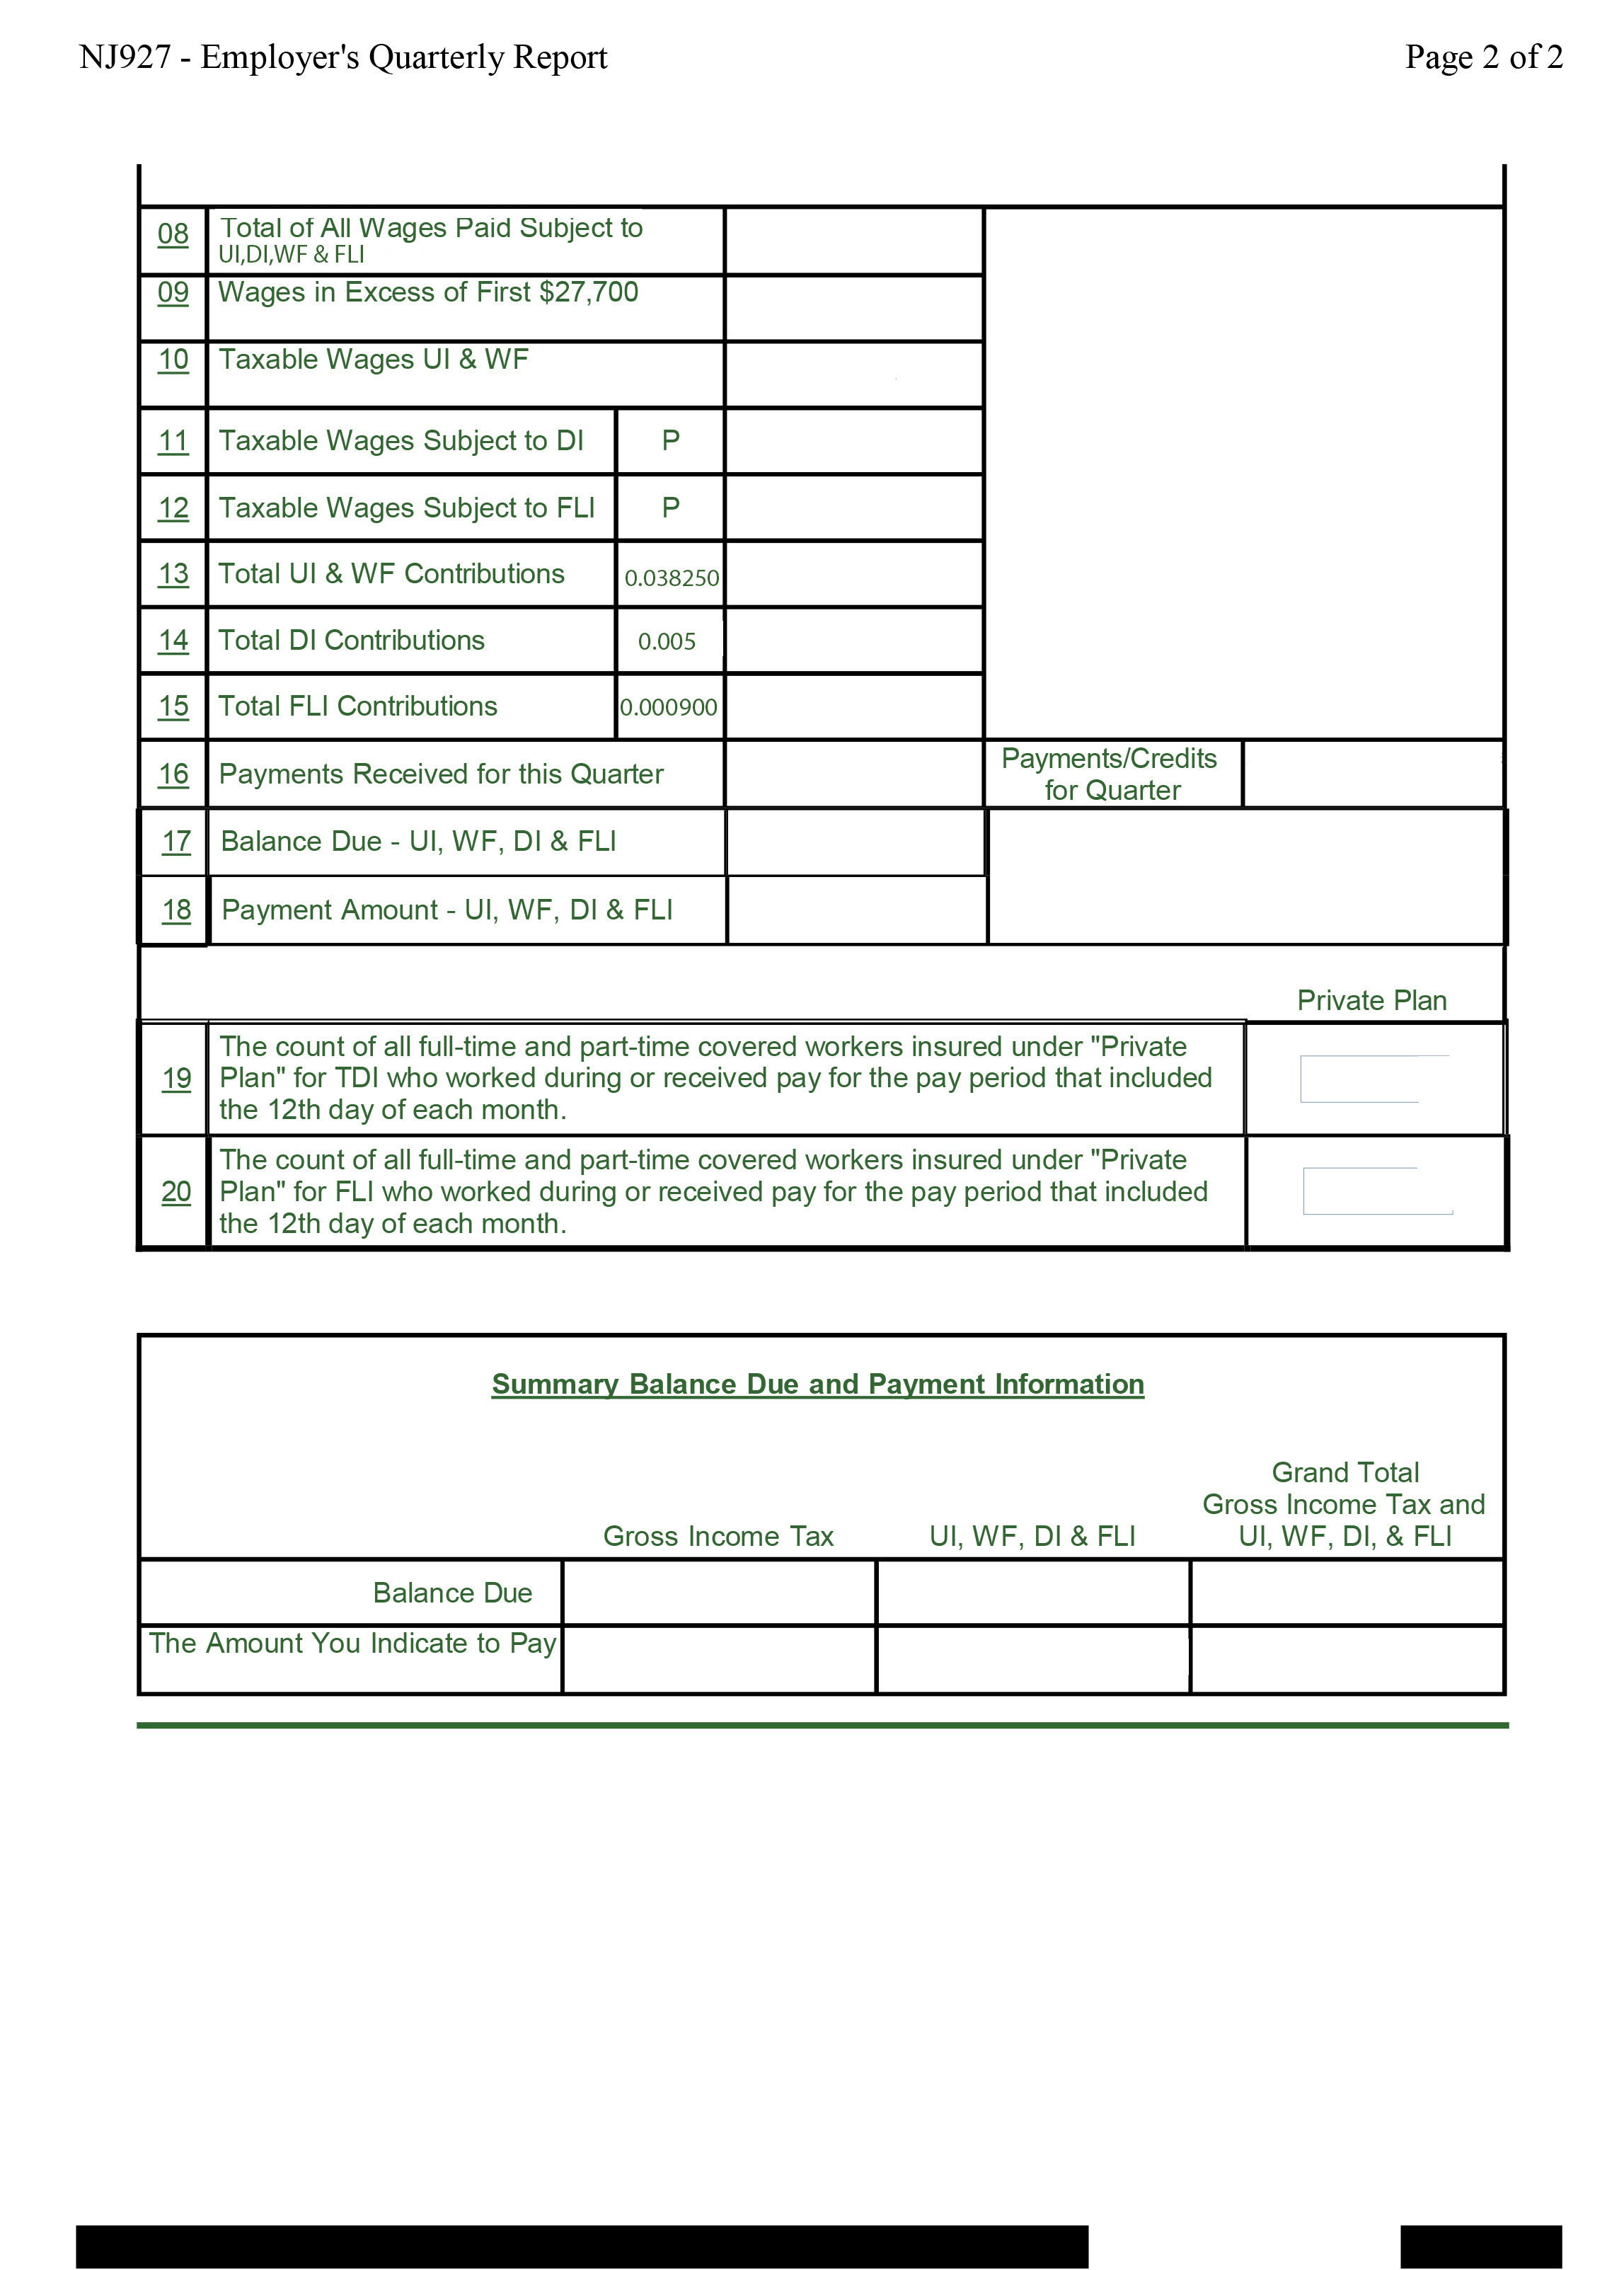 NJ927 - Employer's Quarterly Report Page 2 of 2
08 Total of All Wages Paid Subject to
UI,DI,WF & FLI
09 Wages in Excess of First $27,700
10 Taxable Wages UI & WF
11 Taxable Wages Subject to DI P
12 Taxable Wages Subject to FLI P
13 Total UI & WF Contributions 0.038250
14 Total DI Contributions 0.005
15 Total FLI Contributions 0.000900
16 Payments Received for this Quarter Payments/Credits
for Quarter
17 Balance Due - UI, WF, DI & FLI
18 Payment Amount - UI, WF, DI & FLI
Private Plan
19 The count of all full-time and part-time covered workers insured under "Private
Plan" for TDI who worked during or received pay for the pay period that included
the 12th day of each month.
20 The count of all full-time and part-time covered workers insured under "Private
Plan" for FLI who worked during or received pay for the pay period that included
the 12th day of each month.
Summary Balance Due and Payment Information
Grand Total
Gross Income Tax and
Gross Income Tax UI, WF, DI & FLI UI, WF, DI, & FLI
Balance Due
The Amount You Indicate to Pay